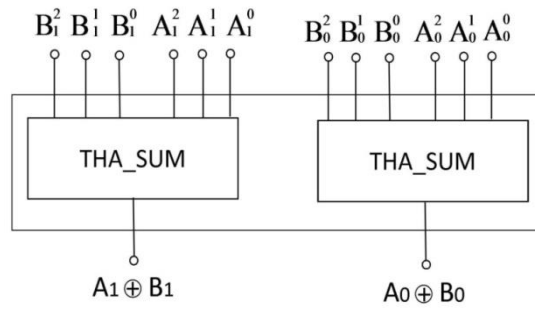 B₁² B₁¹ B₁⁰ A₁² A₁¹ A₁⁰ B₀² B₀¹ B₀⁰ A₀² A₀¹ A₀⁰
THA_SUM THA_SUM
A1 ⊕ B1 A0 ⊕ B0